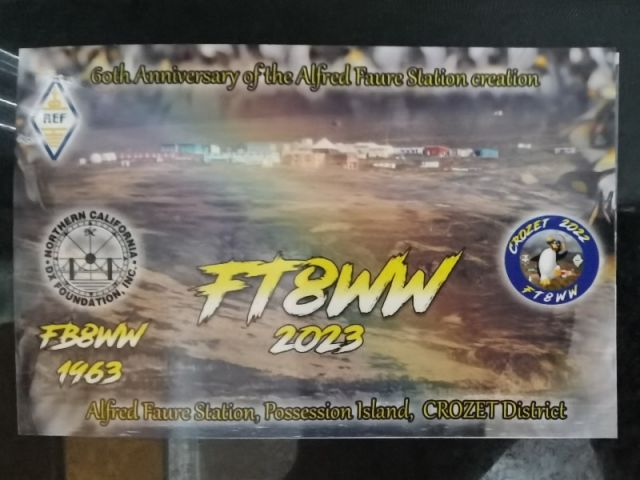 60th Anniversary of the Alfred Faure Station creation
REF
NORTHERN CALIFORNIA
DX
FOUNDATION, INC.
CROZET 2022
FT8WW
FT8WW
2023
FB8WW
1963
Alfred Faure Station, Possession Island, CROZET District